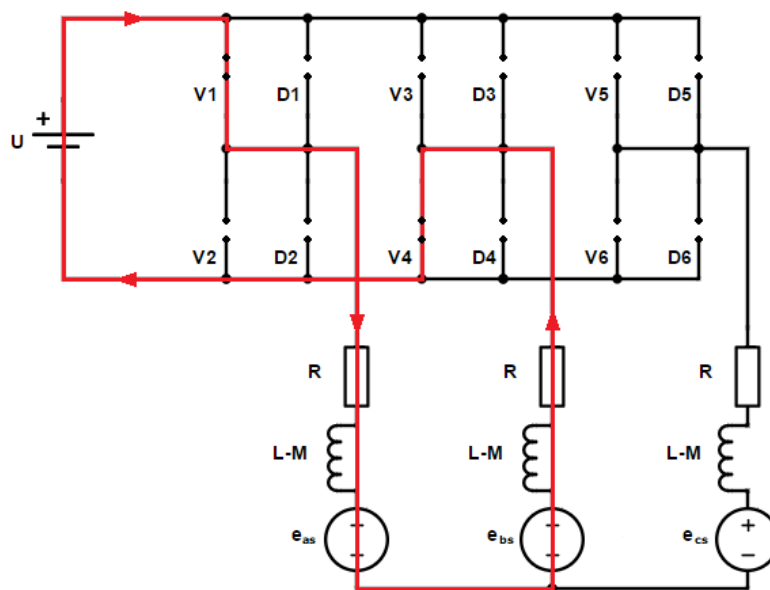 V1 D1 V3 D3 V5 D5
+
U
V2 D2 V4 D4 V6 D6
R R R
L-M L-M L-M
eas + − ebs + − ecs + −